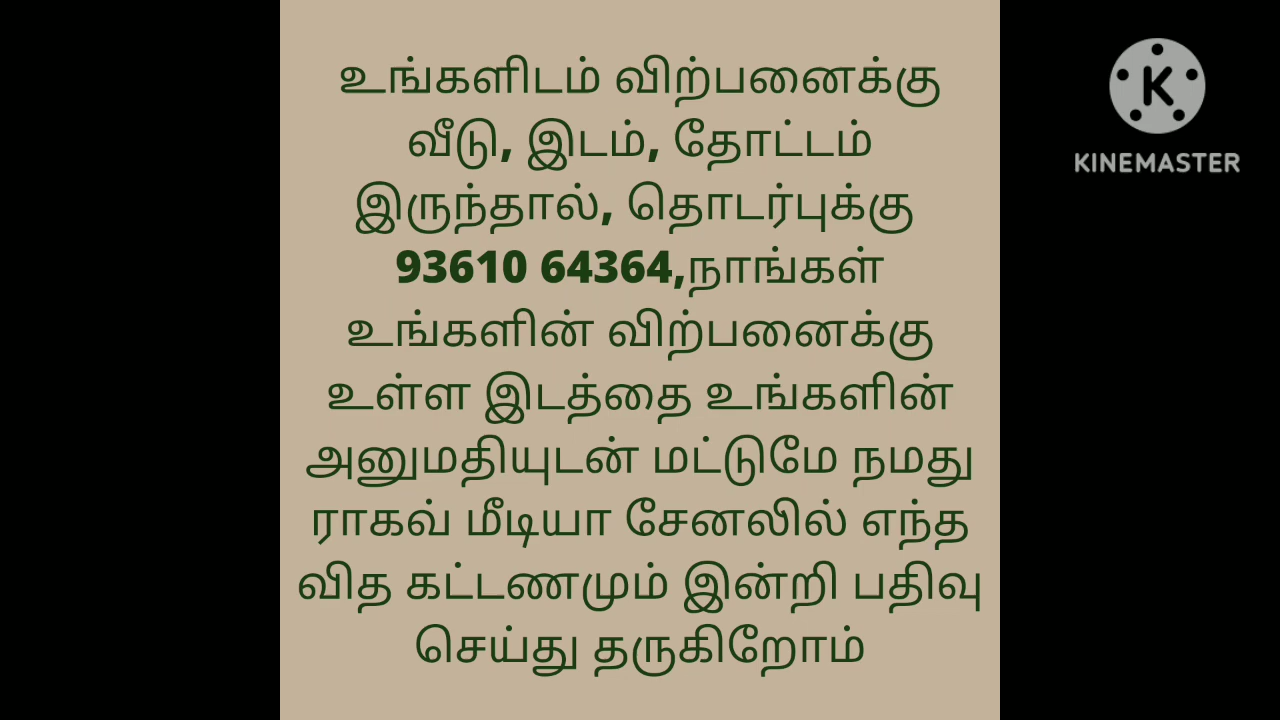 உங்களிடம் விற்பனைக்கு
வீடு, இடம், தோட்டம்
இருந்தால், தொடர்புக்கு
93610 64364,நாங்கள்
உங்களின் விற்பனைக்கு
உள்ள இடத்தை உங்களின்
அனுமதியுடன் மட்டுமே நமது
ராகவ் மீடியா சேனலில் எந்த
வித கட்டணமும் இன்றி பதிவு
செய்து தருகிறோம்
K
KINEMASTER